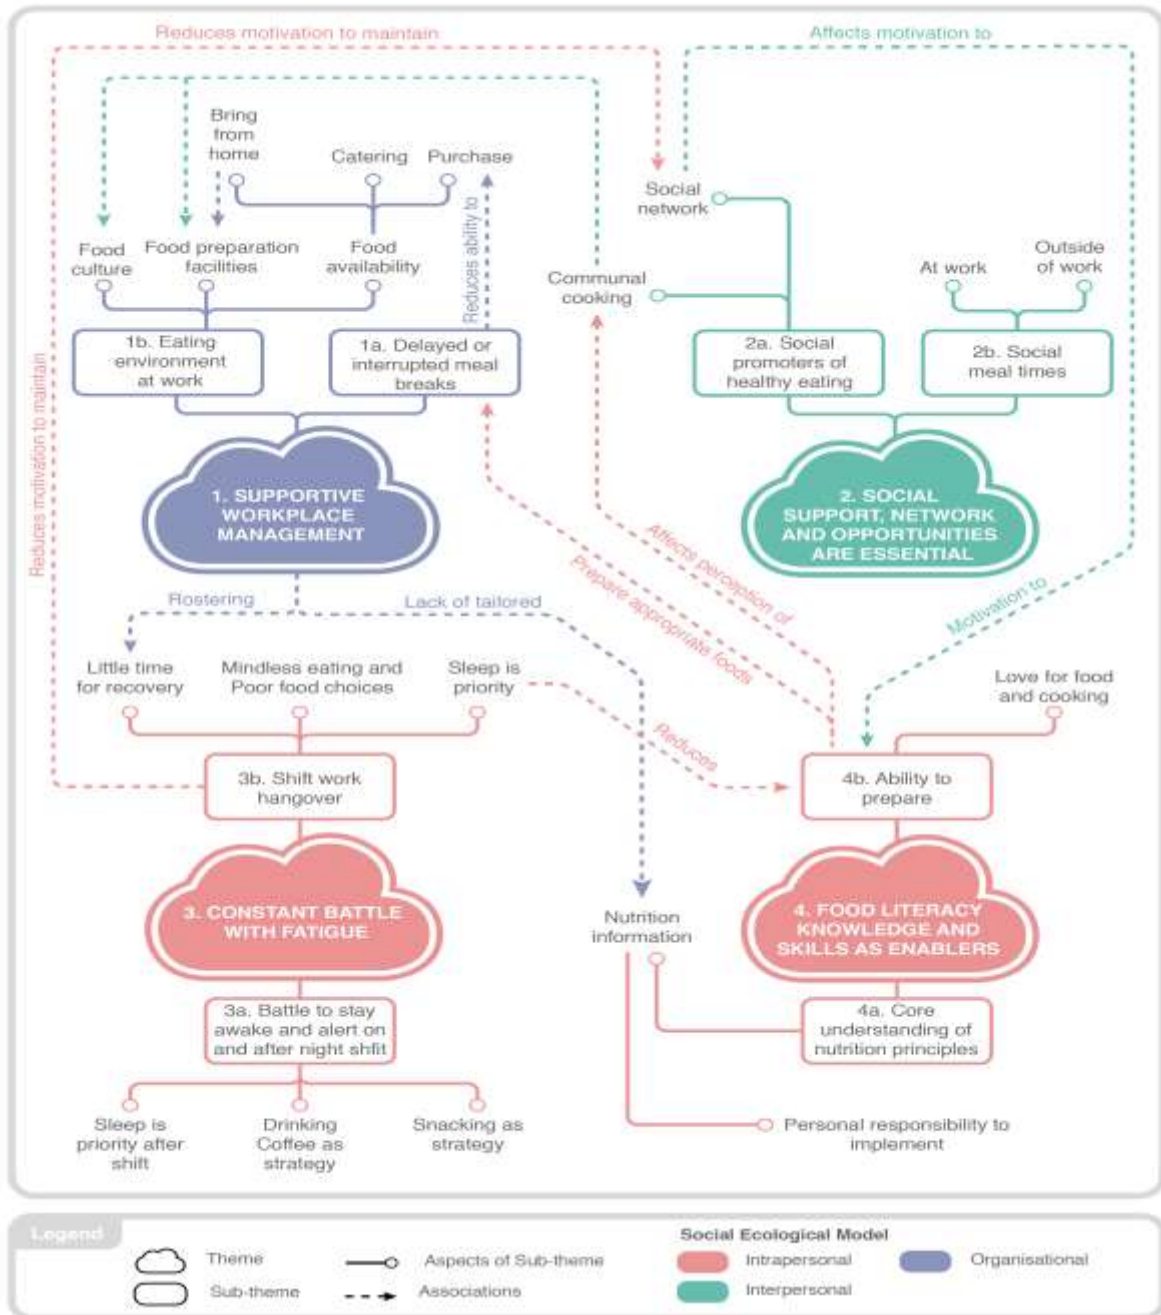 Reduces motivation to maintain
Affects motivation to
Bring
from
home
Catering
Purchase
Social
network
Reduces ability to
Food
culture
Food preparation
facilities
Food
availability
Communal
cooking
At work
Outside
of work
1b. Eating
environment
at work
1a. Delayed or
interrupted meal
breaks
2a. Social
promoters of
healthy eating
2b. Social
meal times
Reduces motivation to maintain
1. SUPPORTIVE
WORKPLACE
MANAGEMENT
2. SOCIAL
SUPPORT, NETWORK
AND OPPORTUNITIES
ARE ESSENTIAL
Affects perception of
Prepare appropriate foods
Motivation to
Rostering
Lack of tailored
Little time
for recovery
Mindless eating and
Poor food choices
Sleep is
priority
Love for food
and cooking
Reduces
3b. Shift work
hangover
4b. Ability to
prepare
3. CONSTANT BATTLE
WITH FATIGUE
Nutrition
information
4. FOOD LITERACY
KNOWLEDGE AND
SKILLS AS ENABLERS
3a. Battle to stay
awake and alert on
and after night shfit
4a. Core
understanding of
nutrition principles
Sleep is
priority after
shift
Drinking
Coffee as
strategy
Snacking as
strategy
Personal responsibility to
implement
Legend
Social Ecological Model
Theme
Aspects of Sub-theme
Intrapersonal
Organisational
Sub-theme
Associations
Interpersonal